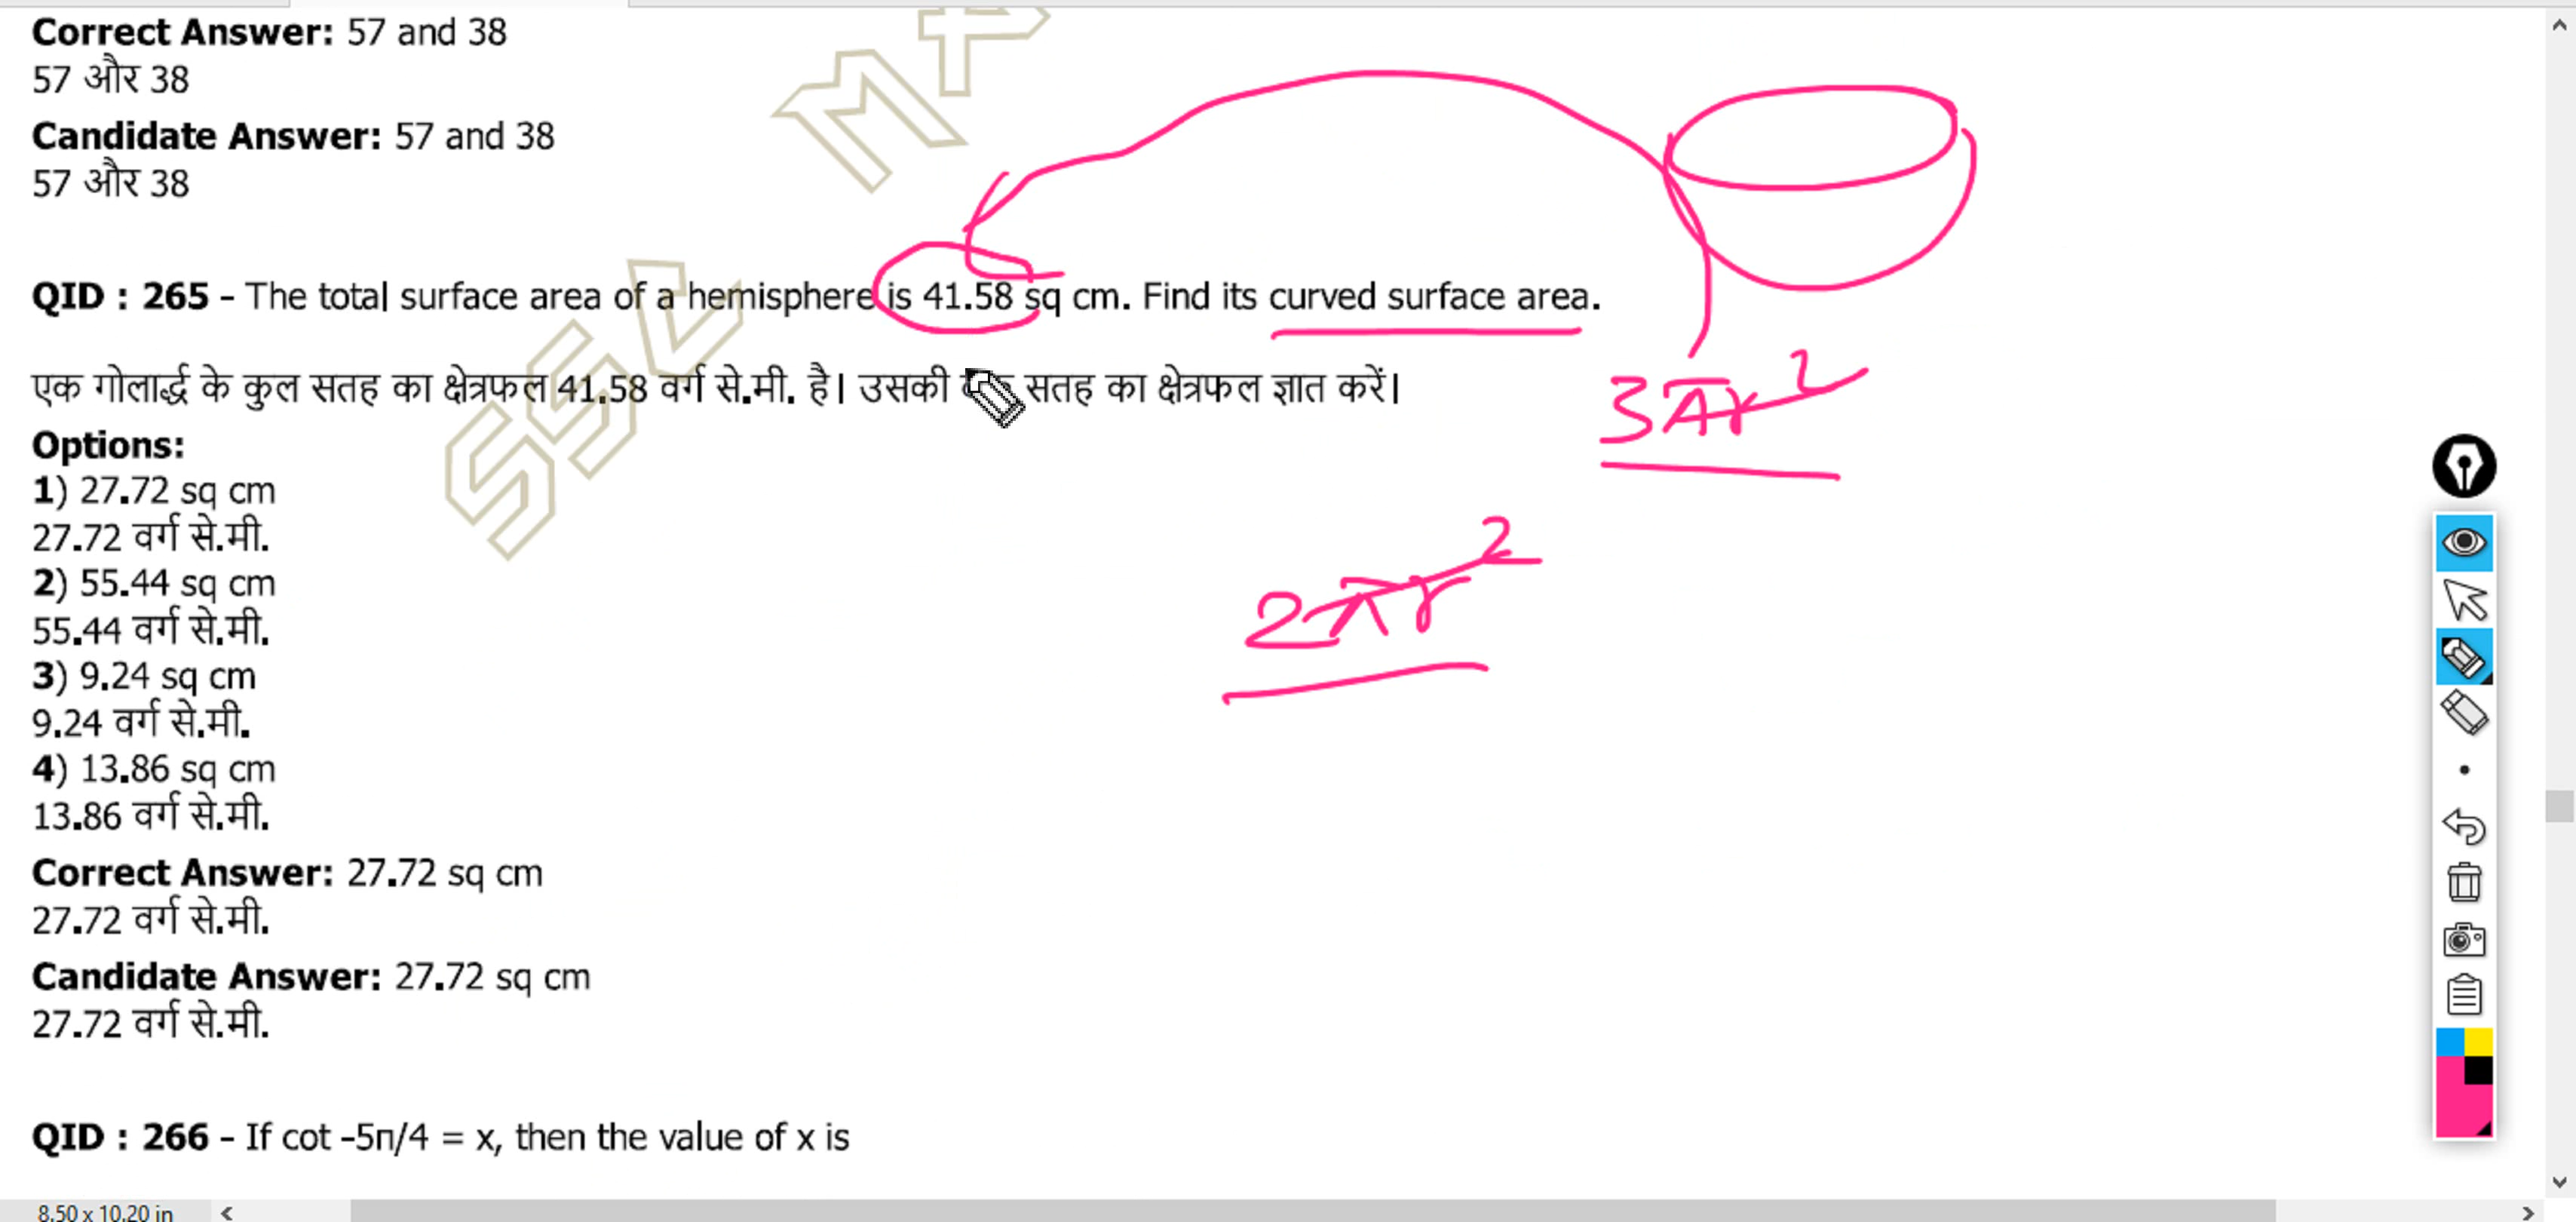 Correct Answer: 57 and 38
57 और 38
Candidate Answer: 57 and 38
57 और 38
QID : 265 - The total surface area of a hemisphere is 41.58 sq cm. Find its curved surface area.
एक गोलार्द्ध के कुल सतह का क्षेत्रफल 41.58 वर्ग से.मी. है। उसकी सतह का क्षेत्रफल ज्ञात करें।
3πr²
Options:
1) 27.72 sq cm
27.72 वर्ग से.मी.
2) 55.44 sq cm
55.44 वर्ग से.मी.
2πr²
3) 9.24 sq cm
9.24 वर्ग से.मी.
4) 13.86 sq cm
13.86 वर्ग से.मी.
Correct Answer: 27.72 sq cm
27.72 वर्ग से.मी.
Candidate Answer: 27.72 sq cm
27.72 वर्ग से.मी.
QID : 266 - If cot -5π/4 = x, then the value of x is
8.50 x 10.20 in
SSC